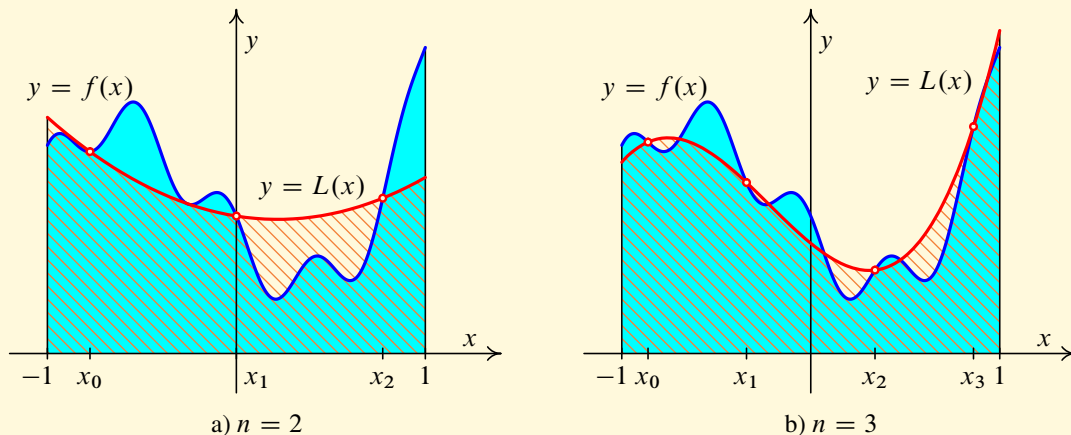 y
y = f(x)
y = L(x)
x
−1 x₀ x₁ x₂ 1
a) n = 2
y
y = f(x)
y = L(x)
x
−1 x₀ x₁ x₂ x₃ 1
b) n = 3